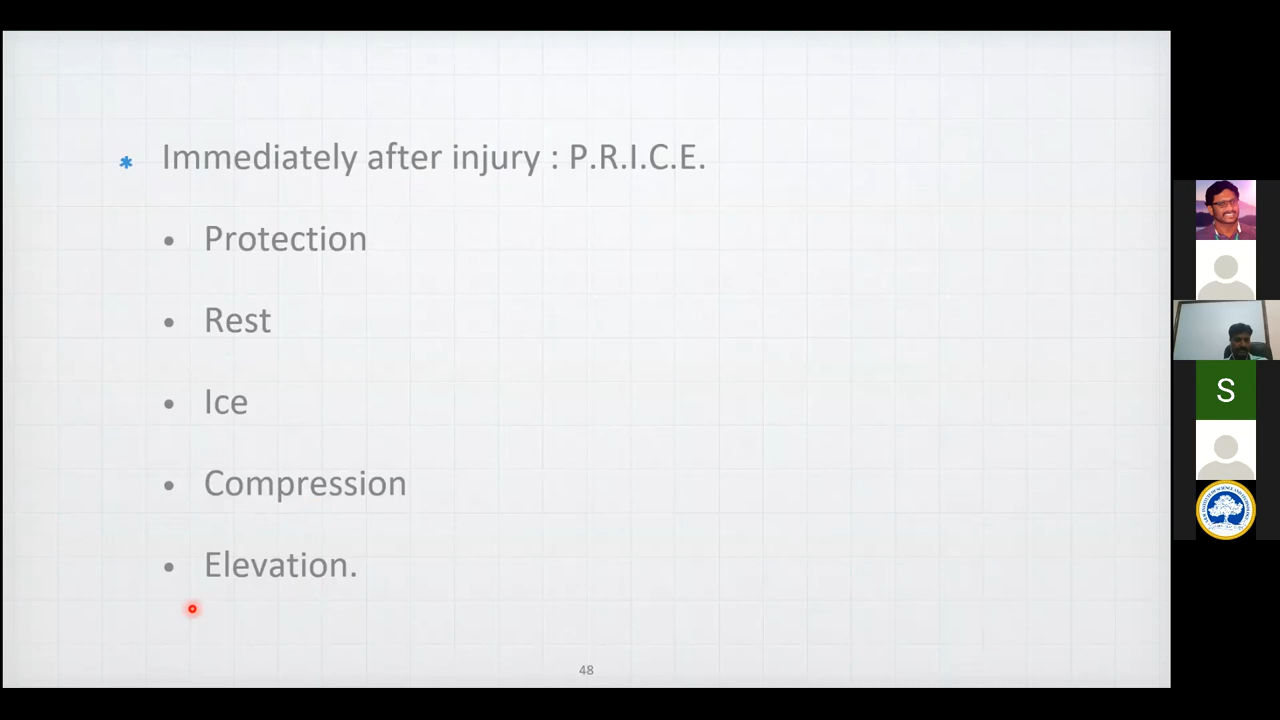 * Immediately after injury : P.R.I.C.E.
• Protection
• Rest
• Ice
• Compression
• Elevation.
48
S